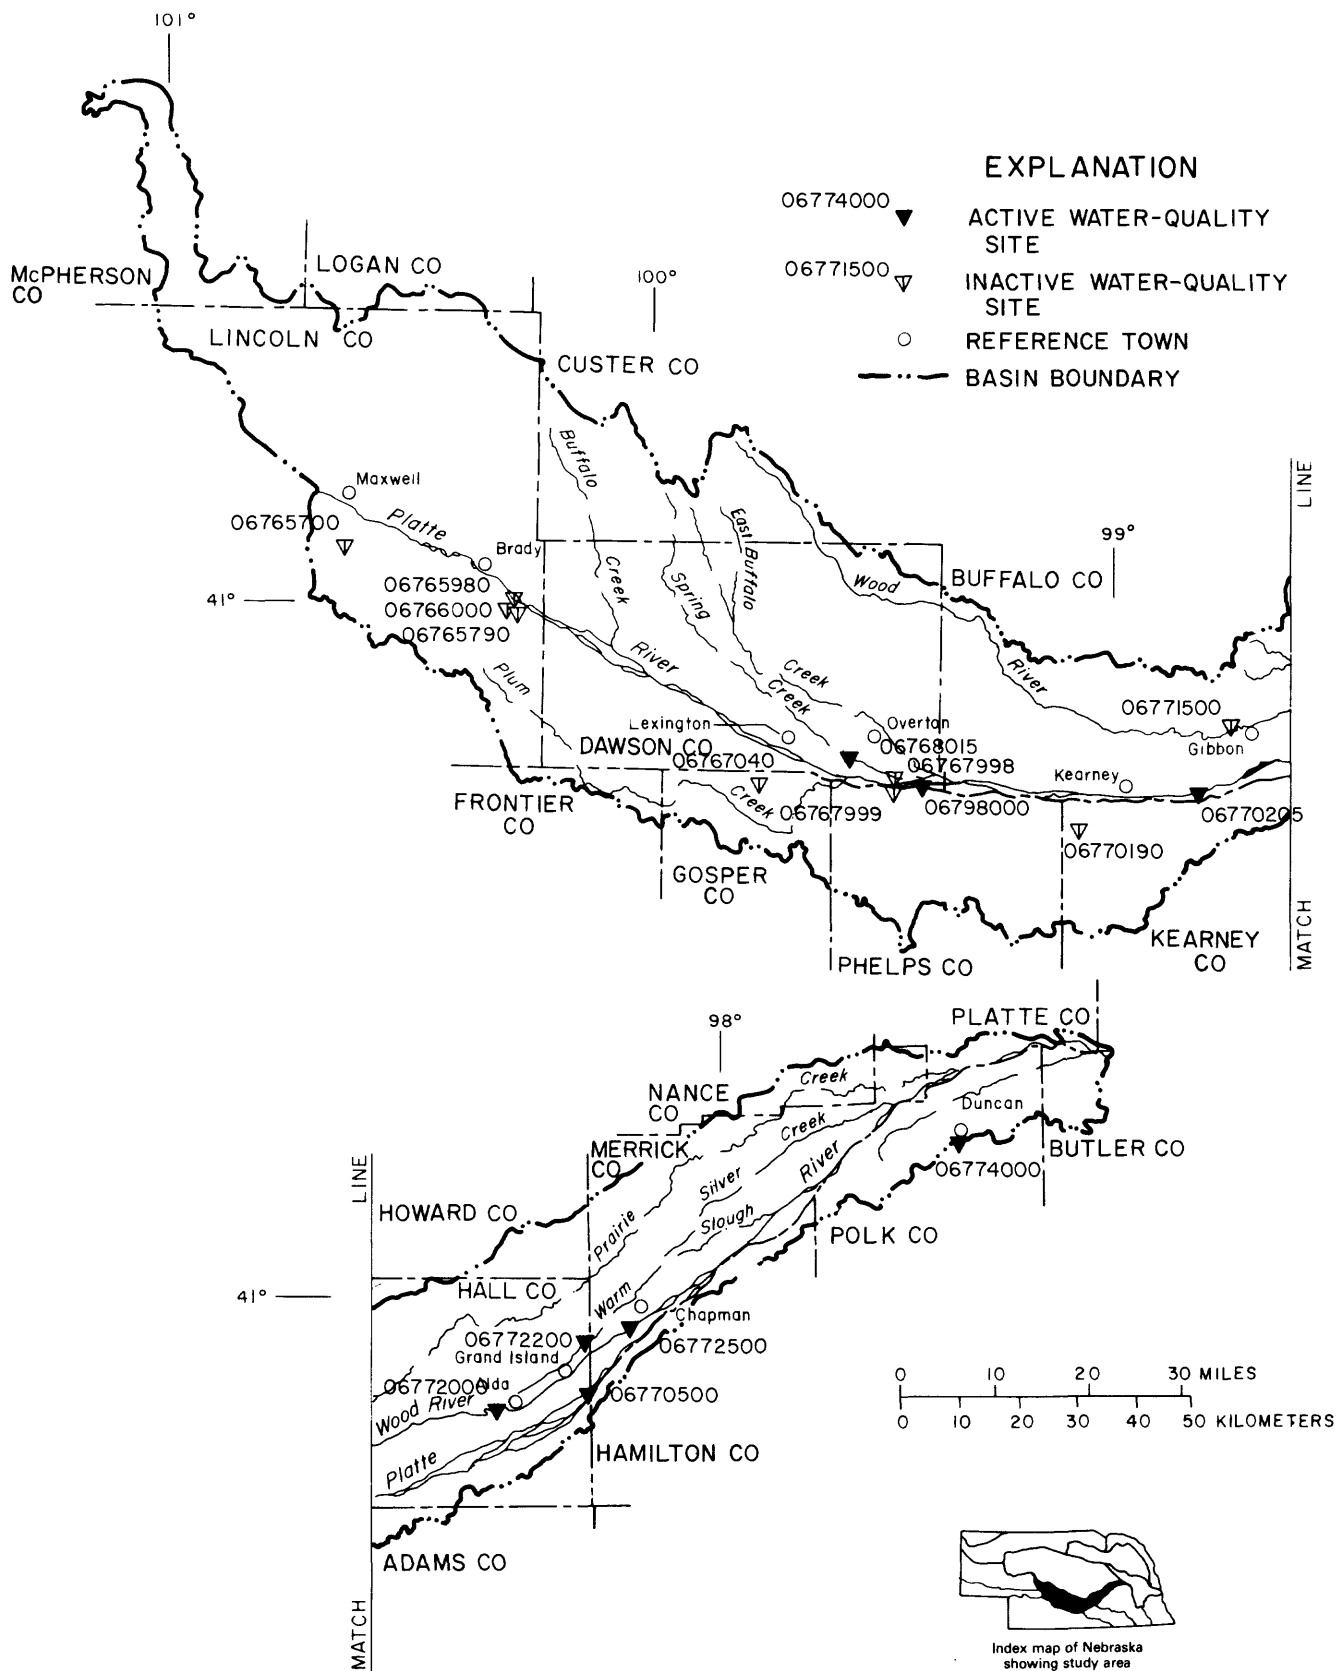 101°
EXPLANATION
06774000
ACTIVE WATER-QUALITY
SITE
06771500
INACTIVE WATER-QUALITY
SITE
REFERENCE TOWN
BASIN BOUNDARY
McPHERSON
CO
LOGAN CO
100°
LINCOLN CO
CUSTER CO
Buffalo
Creek
Maxwell
06765700
Platte
Brady
06765980
06766000
06765790
41°
East Buffalo
Spring
Wood
99°
BUFFALO CO
LINE
River
Creek
Creek
River
Plum
Lexington
Overton
06771500
Gibbon
DAWSON CO
06767040
06768015
06767998
Kearney
FRONTIER
CO
Creek
06767999
06798000
06770205
06770190
GOSPER
CO
PHELPS CO
KEARNEY
CO
MATCH
98°
PLATTE CO
Creek
NANCE
CO
Creek
Duncan
MERRICK
CO
River
BUTLER CO
06774000
LINE
Silver
Slough
HOWARD CO
Prairie
POLK CO
41°
HALL CO
Warm
Chapman
06772200
06772500
Grand Island
06772000
Alda
06770500
Wood River
Platte
HAMILTON CO
ADAMS CO
MATCH
0 10 20 30 MILES
0 10 20 30 40 50 KILOMETERS
Index map of Nebraska
showing study area